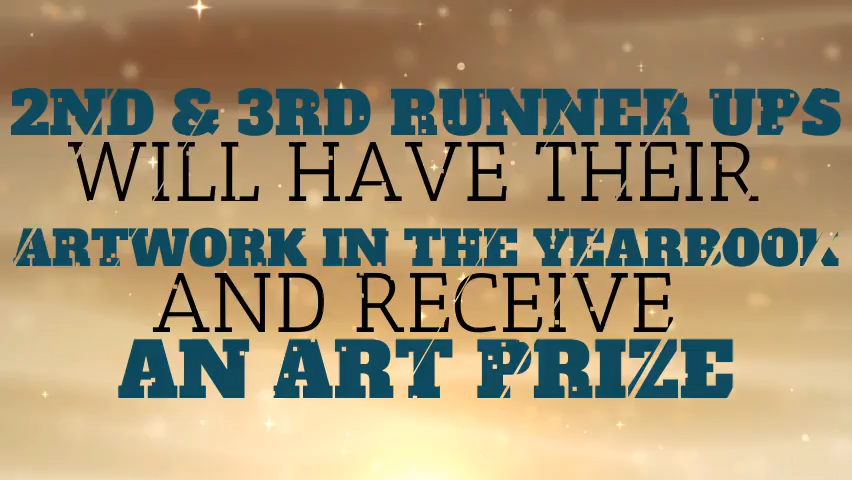 2ND & 3RD RUNNER UPS
WILL HAVE THEIR
ARTWORK IN THE YEARBOOK
AND RECEIVE
AN ART PRIZE